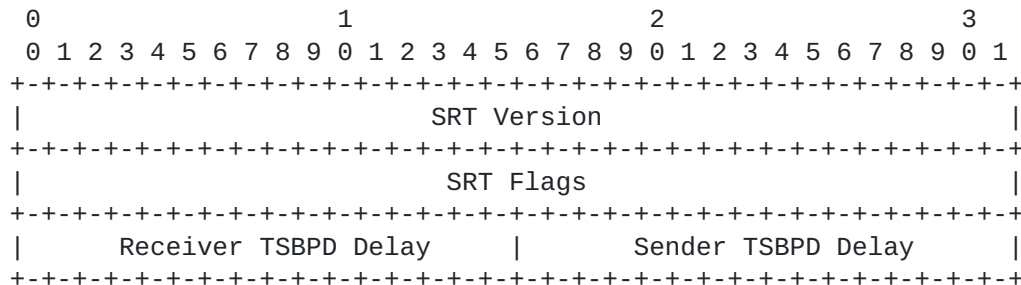 0                   1                   2                   3
 0 1 2 3 4 5 6 7 8 9 0 1 2 3 4 5 6 7 8 9 0 1 2 3 4 5 6 7 8 9 0 1
+-+-+-+-+-+-+-+-+-+-+-+-+-+-+-+-+-+-+-+-+-+-+-+-+-+-+-+-+-+-+-+-+
|                          SRT Version                          |
+-+-+-+-+-+-+-+-+-+-+-+-+-+-+-+-+-+-+-+-+-+-+-+-+-+-+-+-+-+-+-+-+
|                           SRT Flags                           |
+-+-+-+-+-+-+-+-+-+-+-+-+-+-+-+-+-+-+-+-+-+-+-+-+-+-+-+-+-+-+-+-+
|      Receiver TSBPD Delay     |       Sender TSBPD Delay      |
+-+-+-+-+-+-+-+-+-+-+-+-+-+-+-+-+-+-+-+-+-+-+-+-+-+-+-+-+-+-+-+-+